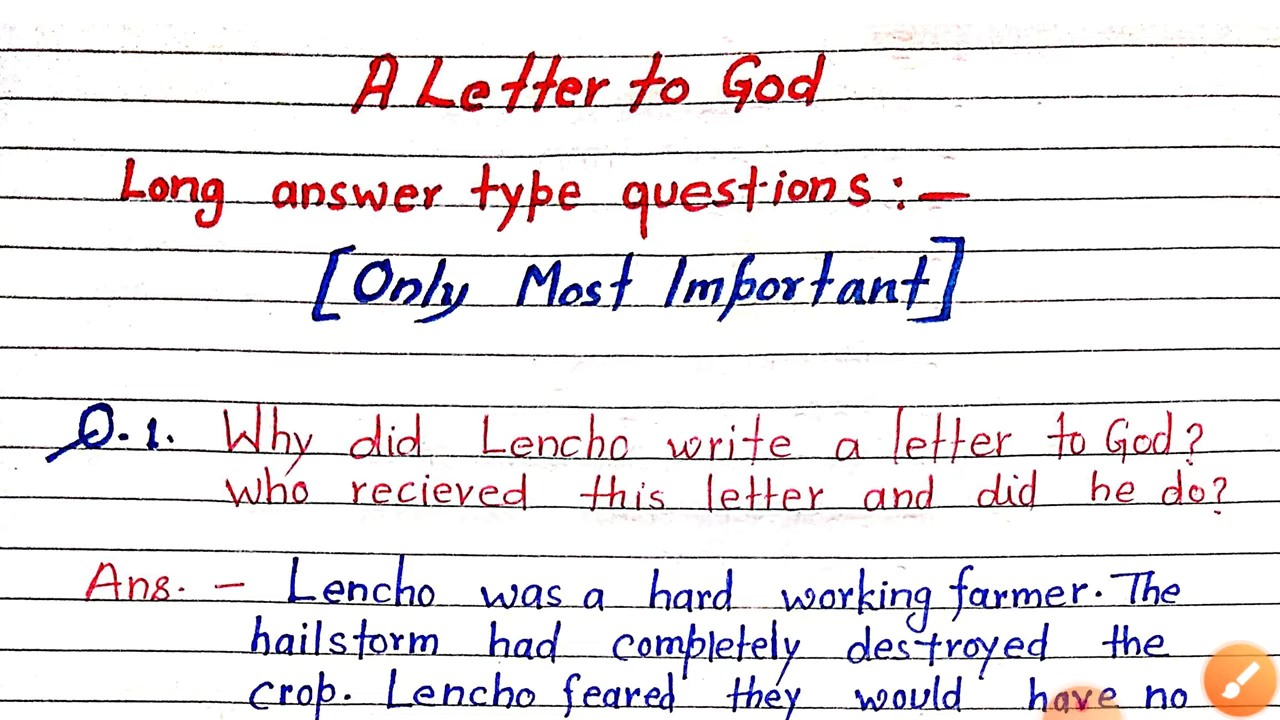 A Letter to God
Long answer type questions :-
[Only Most Important]
Q.1. Why did Lencho write a letter to God?
who recieved this letter and did he do?
Ans. - Lencho was a hard working farmer. The
hailstorm had completely destroyed the
crop. Lencho feared they would have no